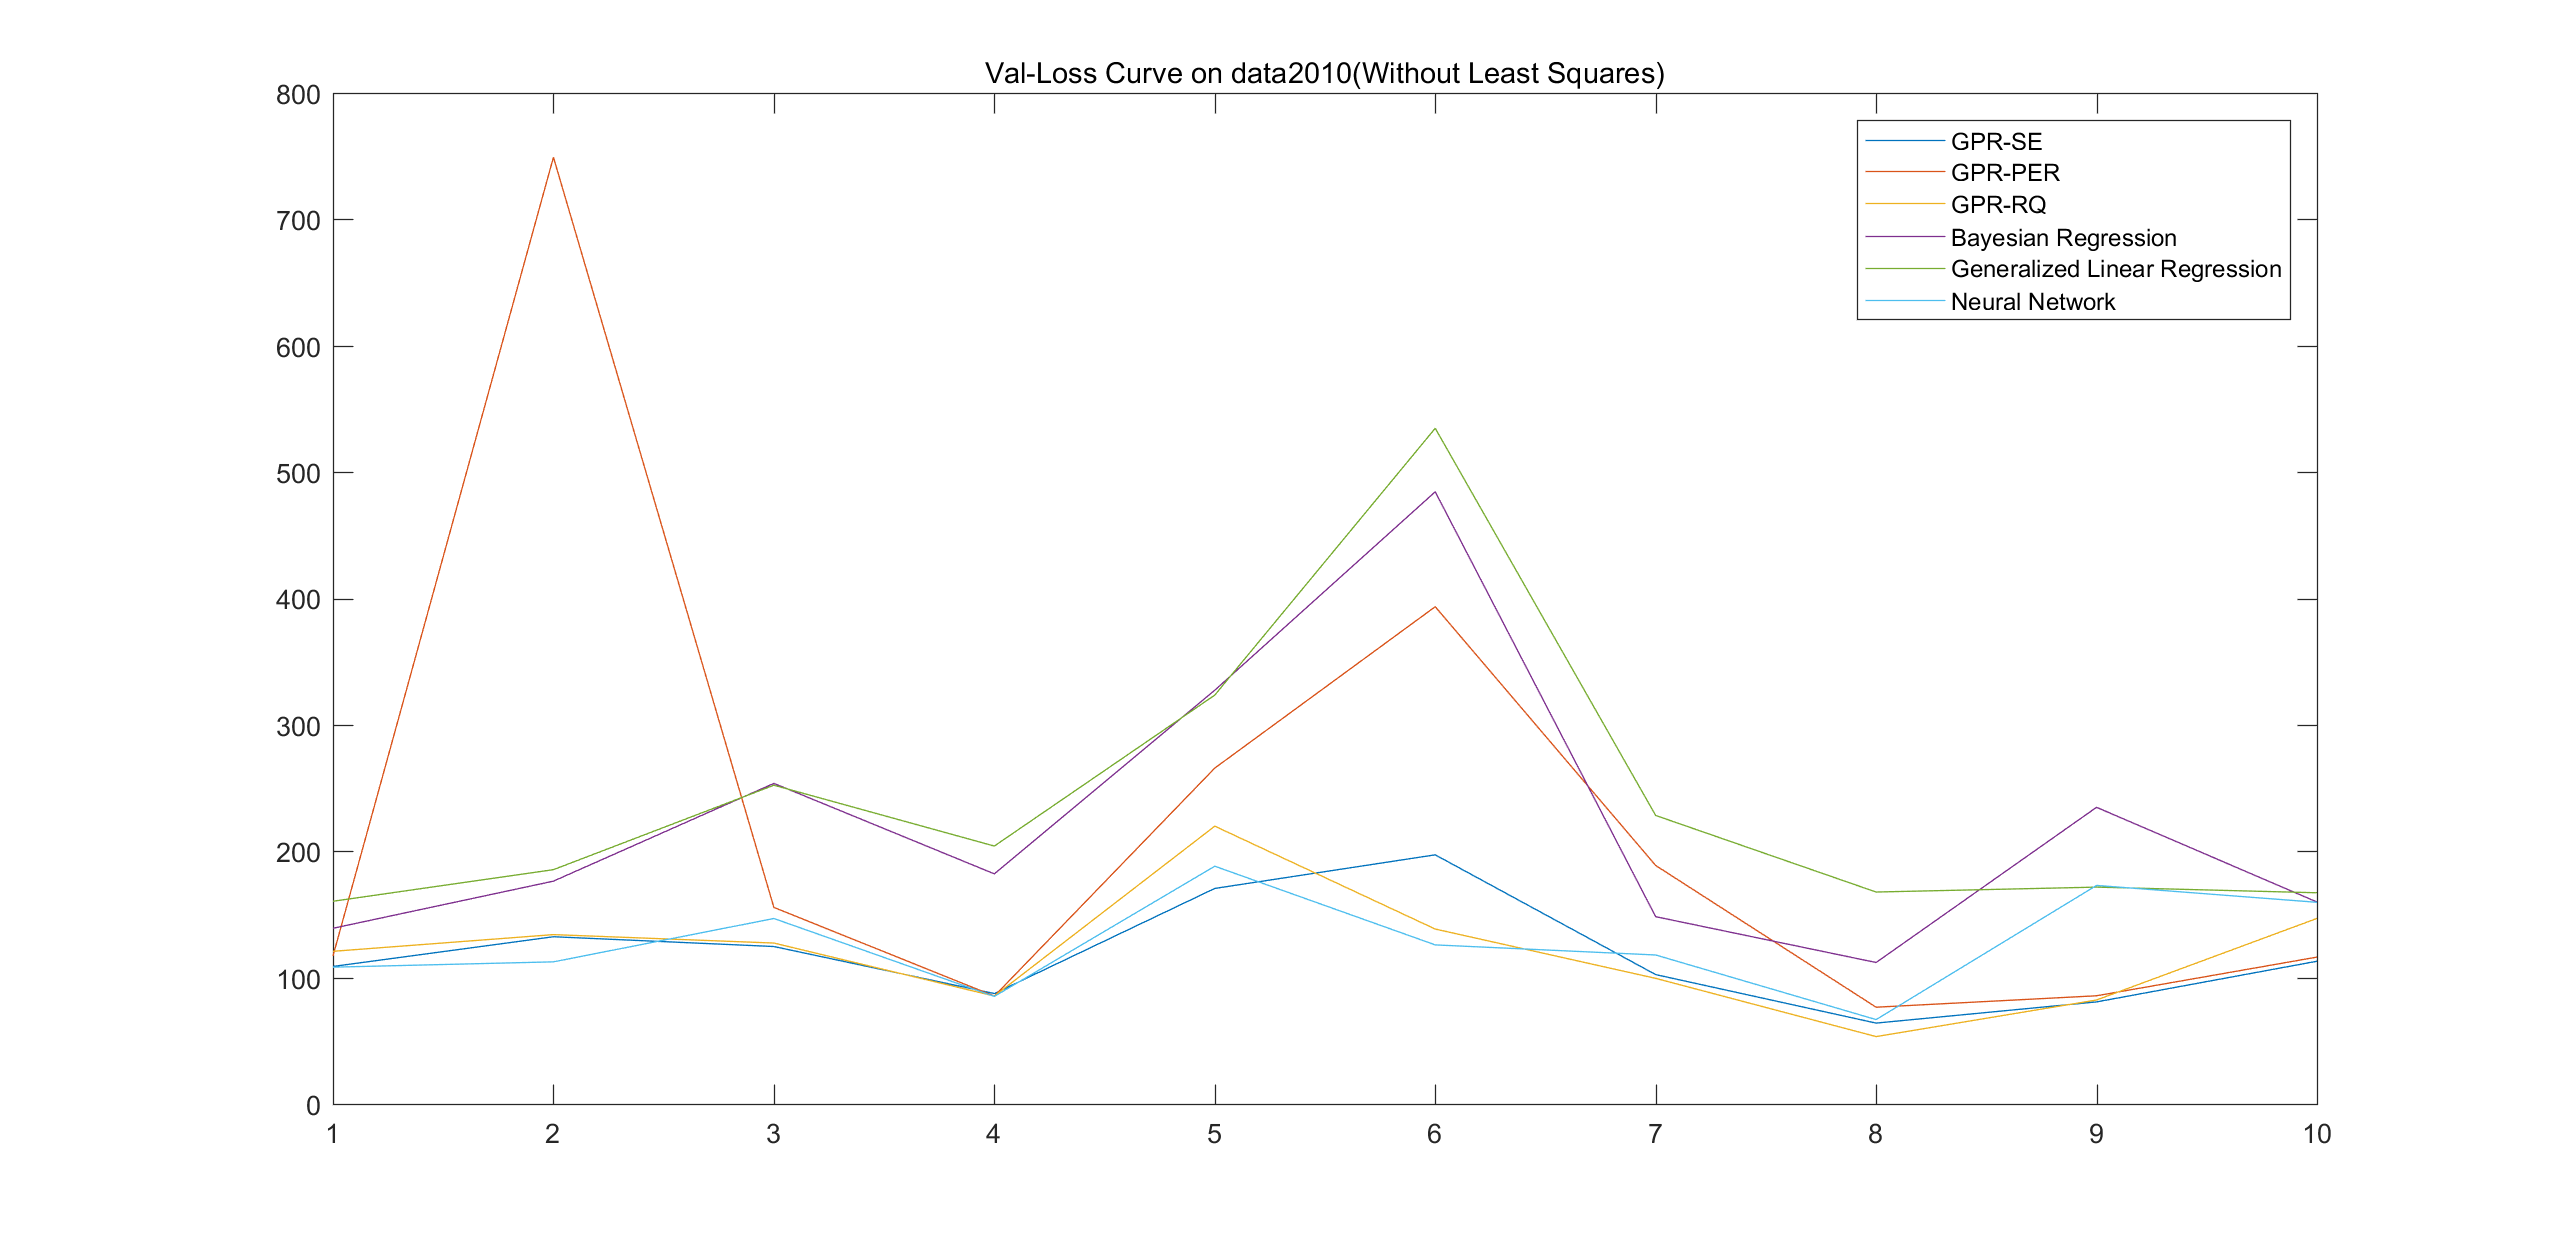 Val-Loss Curve on data2010(Without Least Squares)
800
700
600
500
400
300
200
100
0
1 2 3 4 5 6 7 8 9 10
GPR-SE
GPR-PER
GPR-RQ
Bayesian Regression
Generalized Linear Regression
Neural Network